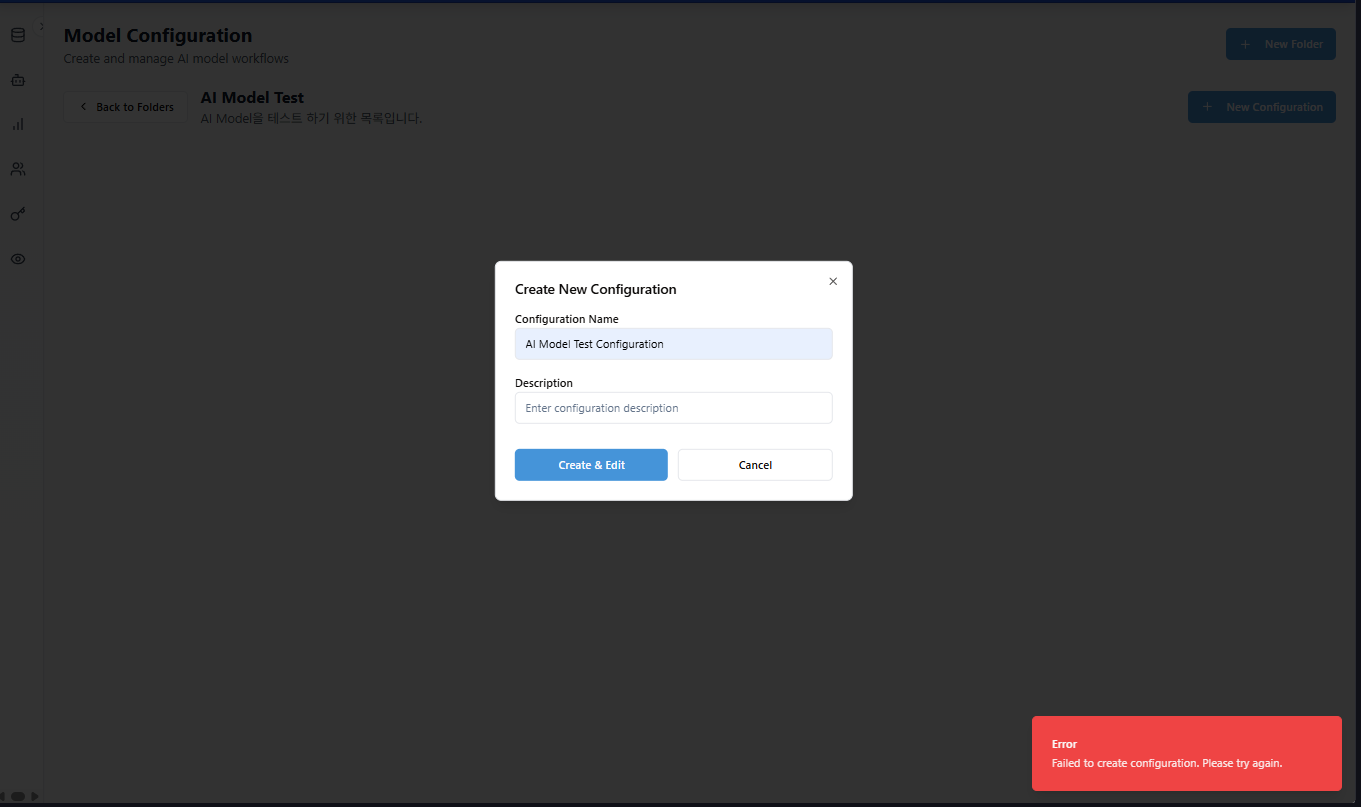 Model Configuration
Create and manage AI model workflows
New Folder
Back to Folders
AI Model Test
AI Model을 테스트 하기 위한 목록입니다.
New Configuration
Create New Configuration
Configuration Name
AI Model Test Configuration
Description
Enter configuration description
Create & Edit
Cancel
Error
Failed to create configuration. Please try again.